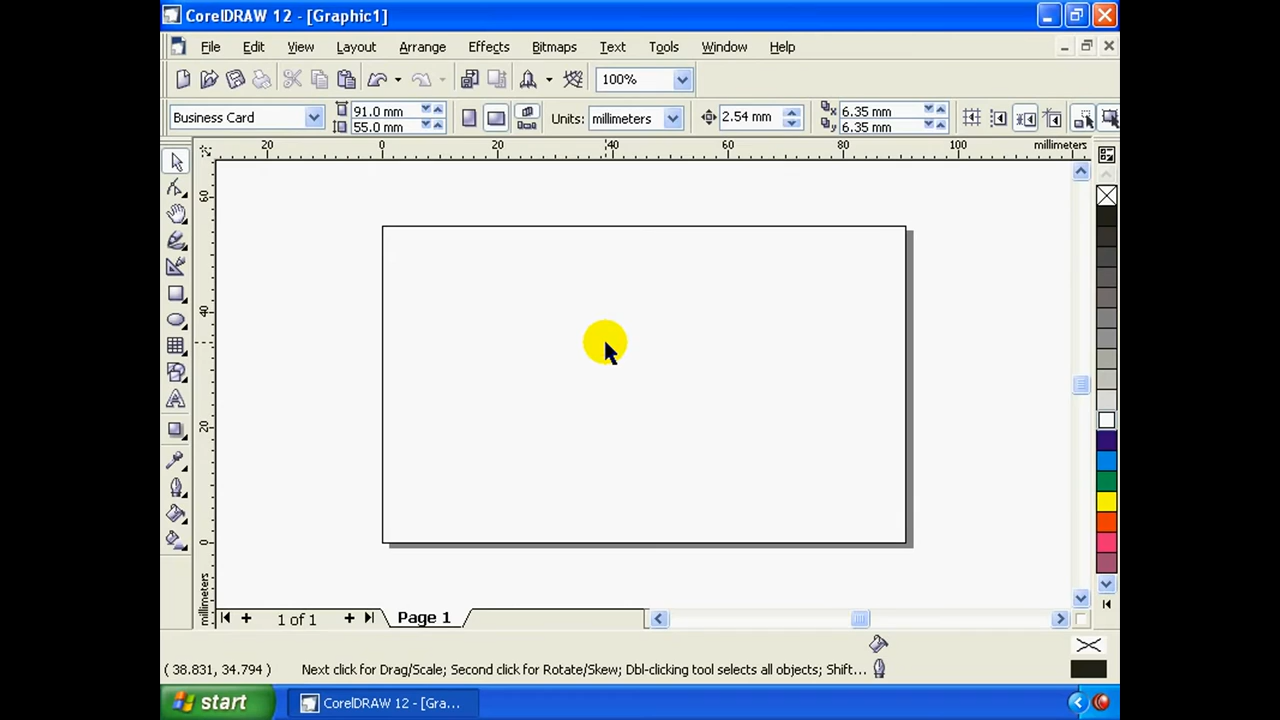 CorelDRAW 12 - [Graphic1]
File Edit View Layout Arrange Effects Bitmaps Text Tools Window Help
100%
Business Card 91.0 mm 55.0 mm Units: millimeters 2.54 mm x 6.35 mm y 6.35 mm
20 0 20 40 60 80 100 millimeters
60
40
20
0
millimeters
1 of 1 Page 1
( 38.831, 34.794 ) Next click for Drag/Scale; Second click for Rotate/Skew; Dbl-clicking tool selects all objects; Shift...
start CorelDRAW 12 - [Gra...